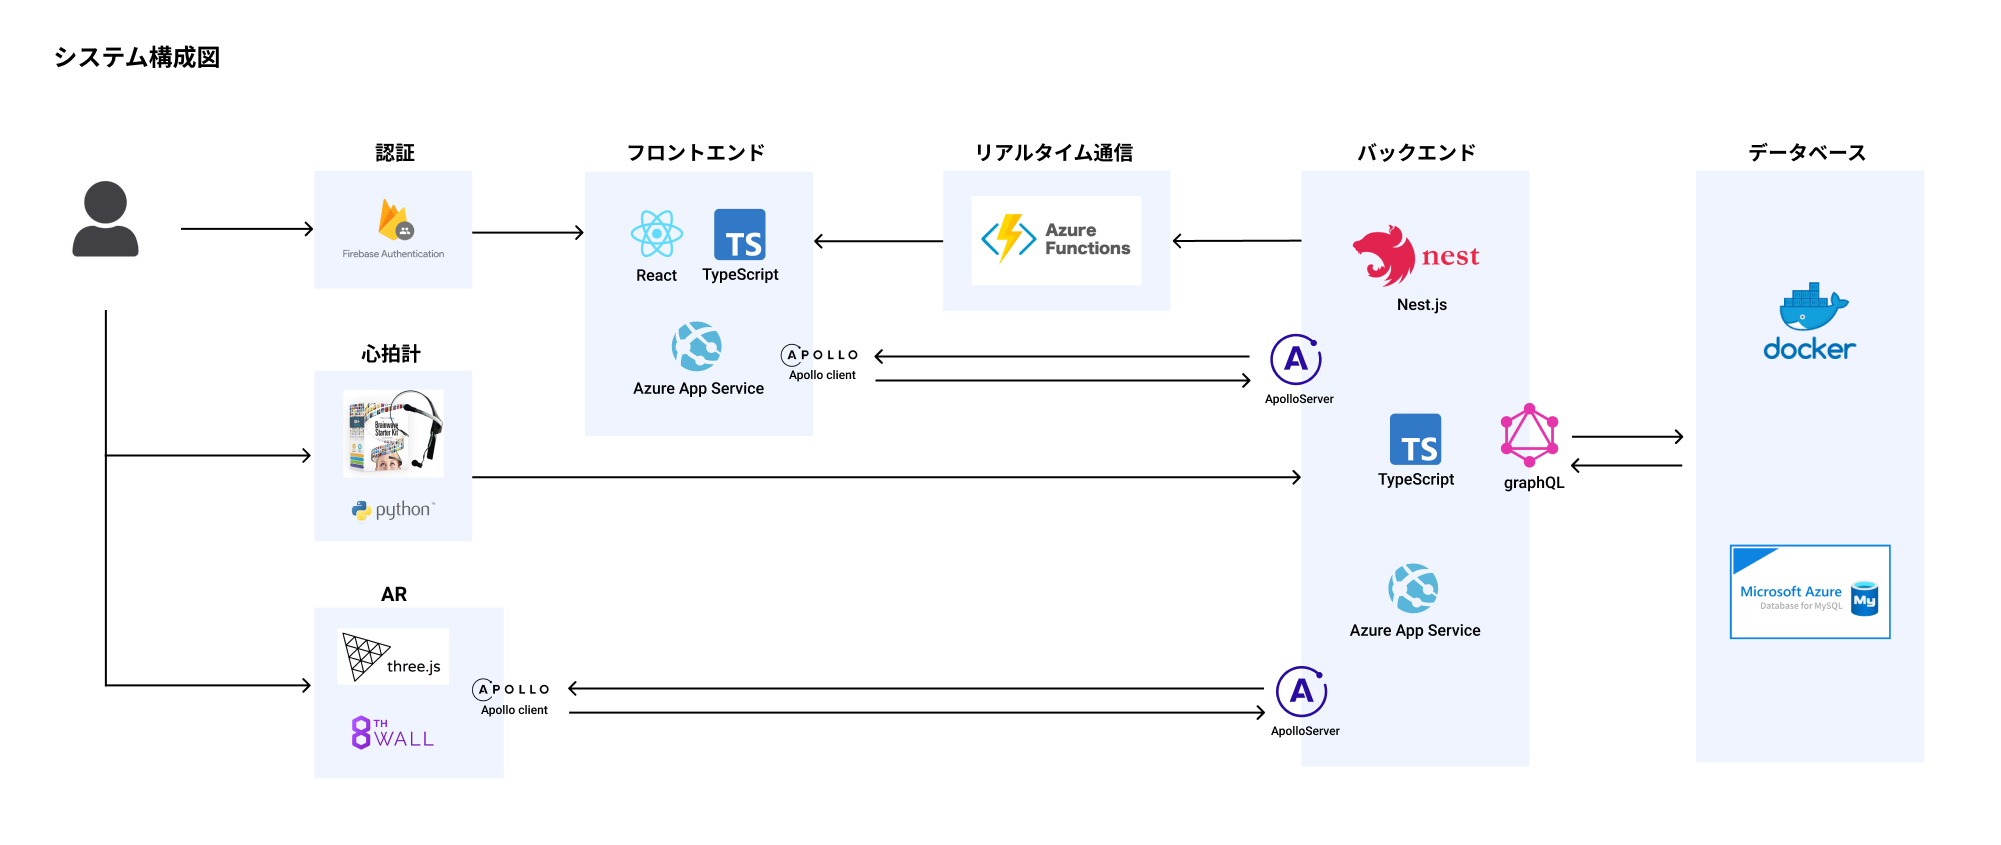 システム構成図
認証
Firebase Authentication
フロントエンド
React
TypeScript
Azure App Service
APOLLO
Apollo client
リアルタイム通信
Azure
Functions
バックエンド
nest
Nest.js
A
ApolloServer
TypeScript
graphQL
Azure App Service
A
ApolloServer
データベース
docker
Microsoft Azure
Database for MySQL
My
心拍計
Brainwave
Starter Kit
python™
AR
three.js
8TH
WALL
APOLLO
Apollo client